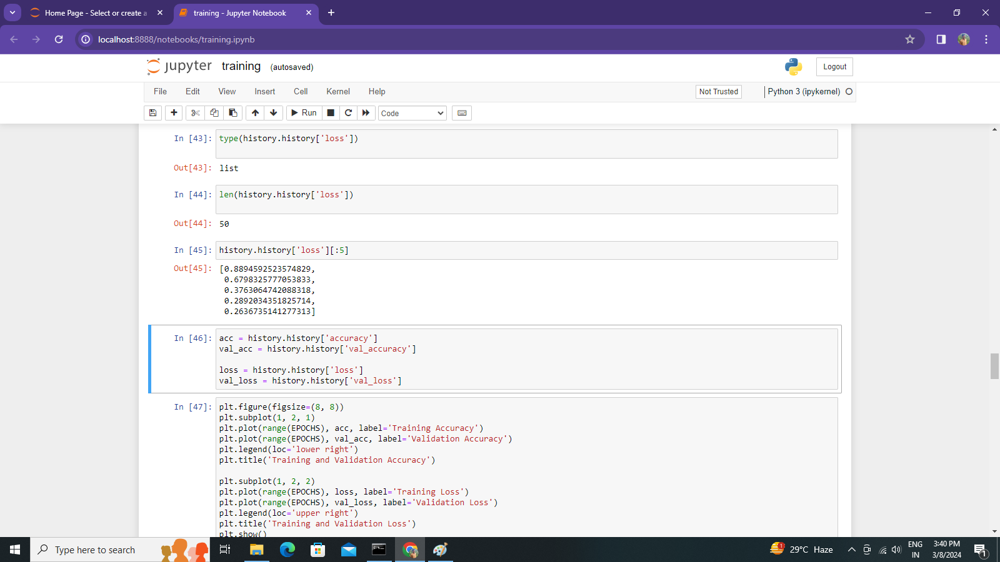 Home Page - Select or create a
training - Jupyter Notebook
localhost:8888/notebooks/training.ipynb
jupyter training (autosaved)
Logout
File Edit View Insert Cell Kernel Help
Not Trusted
Python 3 (ipykernel)
Run
Code
In [43]: type(history.history['loss'])
Out[43]: list
In [44]: len(history.history['loss'])
Out[44]: 50
In [45]: history.history['loss'][:5]
Out[45]: [0.8894592523574829,
0.6798325777053833,
0.3763064742088318,
0.2892034351825714,
0.2636735141277313]
In [46]: acc = history.history['accuracy']
val_acc = history.history['val_accuracy']
loss = history.history['loss']
val_loss = history.history['val_loss']
In [47]: plt.figure(figsize=(8, 8))
plt.subplot(1, 2, 1)
plt.plot(range(EPOCHS), acc, label='Training Accuracy')
plt.plot(range(EPOCHS), val_acc, label='Validation Accuracy')
plt.legend(loc='lower right')
plt.title('Training and Validation Accuracy')
plt.subplot(1, 2, 2)
plt.plot(range(EPOCHS), loss, label='Training Loss')
plt.plot(range(EPOCHS), val_loss, label='Validation Loss')
plt.legend(loc='upper right')
plt.title('Training and Validation Loss')
plt.show()
Type here to search
1
29°C Haze
ENG
IN
3:40 PM
3/8/2024
1